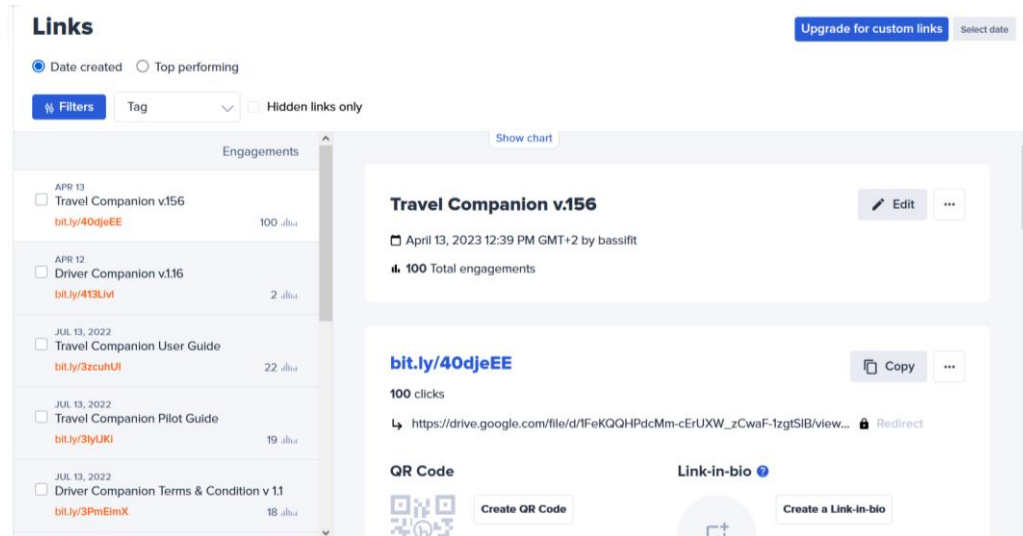 Links
Upgrade for custom links
Select date
Date created
Top performing
Filters
Tag
Hidden links only
Engagements
APR 13
Travel Companion v.156
bit.ly/40djeEE
100
APR 12
Driver Companion v.1.16
bit.ly/413LivI
2
JUL 13, 2022
Travel Companion User Guide
bit.ly/3zcuhUI
22
JUL 13, 2022
Travel Companion Pilot Guide
bit.ly/3IyIJKi
19
JUL 13, 2022
Driver Companion Terms & Condition v 1.1
bit.ly/3PmEimX
18
Show chart
Travel Companion v.156
Edit
April 13, 2023 12:39 PM GMT+2 by bassifit
100 Total engagements
bit.ly/40djeEE
Copy
100 clicks
https://drive.google.com/file/d/1FeKQQHPdcMm-cErUXW_zCwaF-1zgtSIB/view...
Redirect
QR Code
Create QR Code
Link-in-bio
Create a Link-in-bio